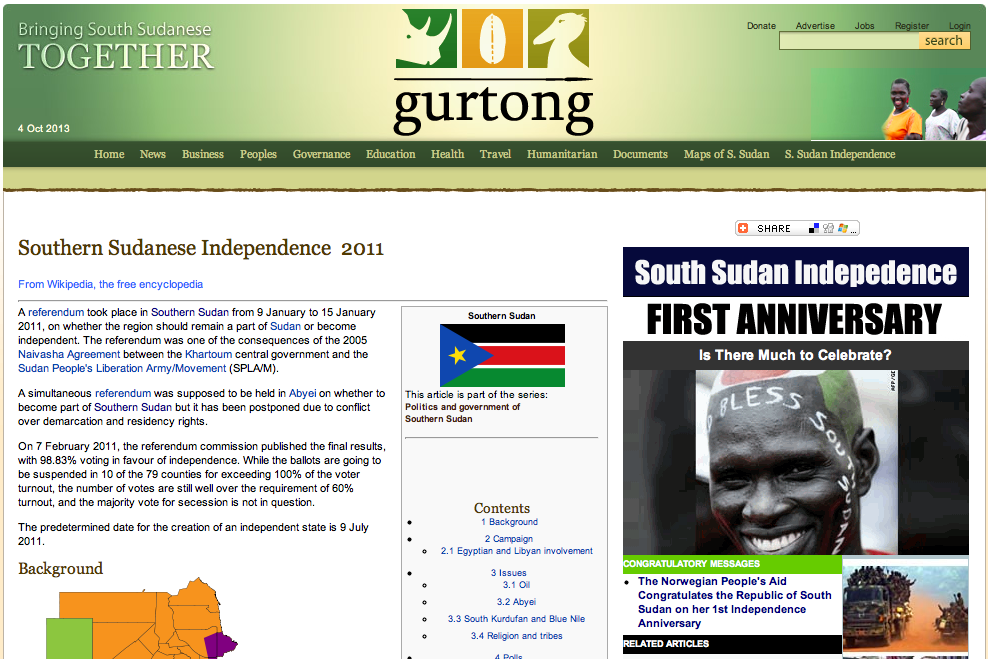 Bringing South Sudanese
TOGETHER
4 Oct 2013
gurtong
Donate Advertise Jobs Register Login
search
Home News Business Peoples Governance Education Health Travel Humanitarian Documents Maps of S. Sudan S. Sudan Independence
Southern Sudanese Independence 2011
From Wikipedia, the free encyclopedia
A referendum took place in Southern Sudan from 9 January to 15 January
2011, on whether the region should remain a part of Sudan or become
independent. The referendum was one of the consequences of the 2005
Naivasha Agreement between the Khartoum central government and the
Sudan People's Liberation Army/Movement (SPLA/M).
A simultaneous referendum was supposed to be held in Abyei on whether to
become part of Southern Sudan but it has been postponed due to conflict
over demarcation and residency rights.
On 7 February 2011, the referendum commission published the final results,
with 98.83% voting in favour of independence. While the ballots are going to
be suspended in 10 of the 79 counties for exceeding 100% of the voter
turnout, the number of votes are still well over the requirement of 60%
turnout, and the majority vote for secession is not in question.
The predetermined date for the creation of an independent state is 9 July
2011.
Background
Southern Sudan
This article is part of the series:
Politics and government of
Southern Sudan
Contents
1 Background
2 Campaign
2.1 Egyptian and Libyan involvement
3 Issues
3.1 Oil
3.2 Abyei
3.3 South Kurdufan and Blue Nile
3.4 Religion and tribes
4 Polls
SHARE ...
South Sudan Indepedence
FIRST ANNIVERSARY
Is There Much to Celebrate?
BLESS
SOUTH SUDAN
CONGRATULATORY MESSAGES
The Norwegian People's Aid
Congratulates the Republic of South
Sudan on her 1st Independence
Anniversary
RELATED ARTICLES